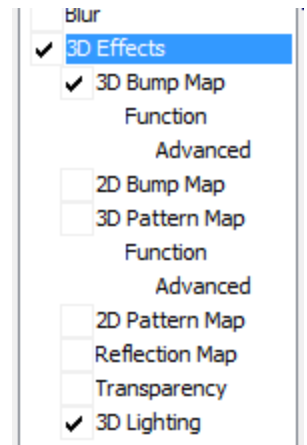 Blur
3D Effects
3D Bump Map
Function
Advanced
2D Bump Map
3D Pattern Map
Function
Advanced
2D Pattern Map
Reflection Map
Transparency
3D Lighting